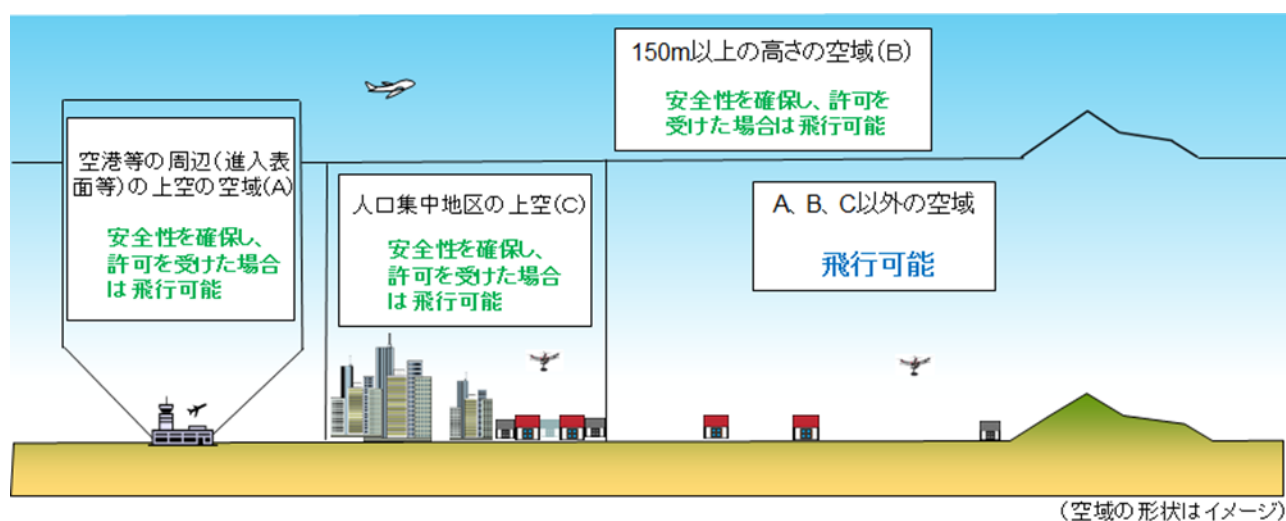 150m以上の高さの空域(B)
安全性を確保し、許可を
受けた場合は飛行可能
空港等の周辺(進入表
面等)の上空の空域(A)
安全性を確保し、
許可を受けた場合
は飛行可能
人口集中地区の上空(C)
安全性を確保し、
許可を受けた場合
は飛行可能
A、B、C以外の空域
飛行可能
(空域の形状はイメージ)